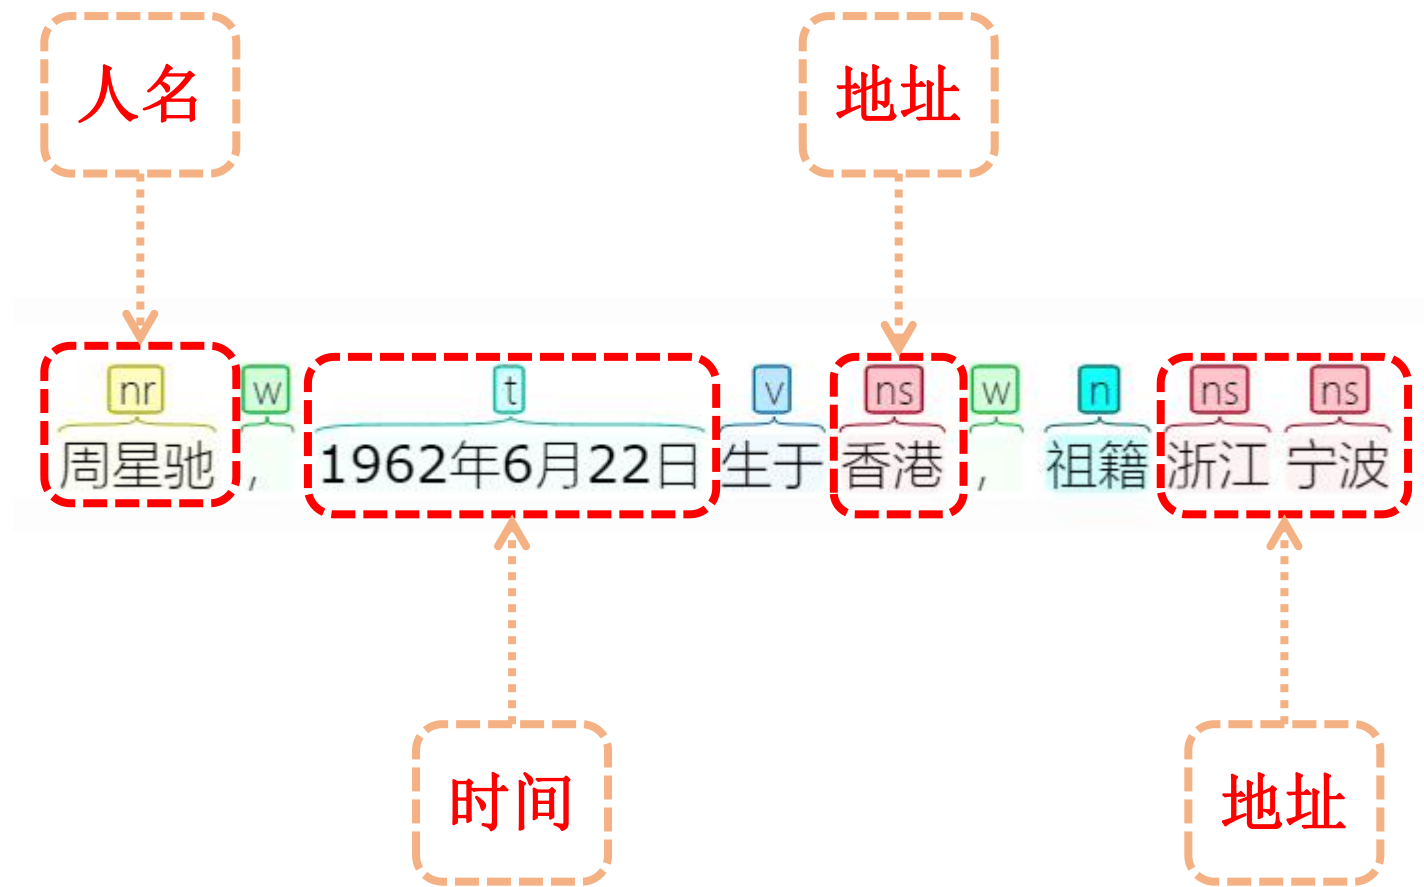 人名 地址
nr w t v ns w n ns ns
周星驰 , 1962年6月22日 生于 香港 , 祖籍 浙江 宁波
时间 地址